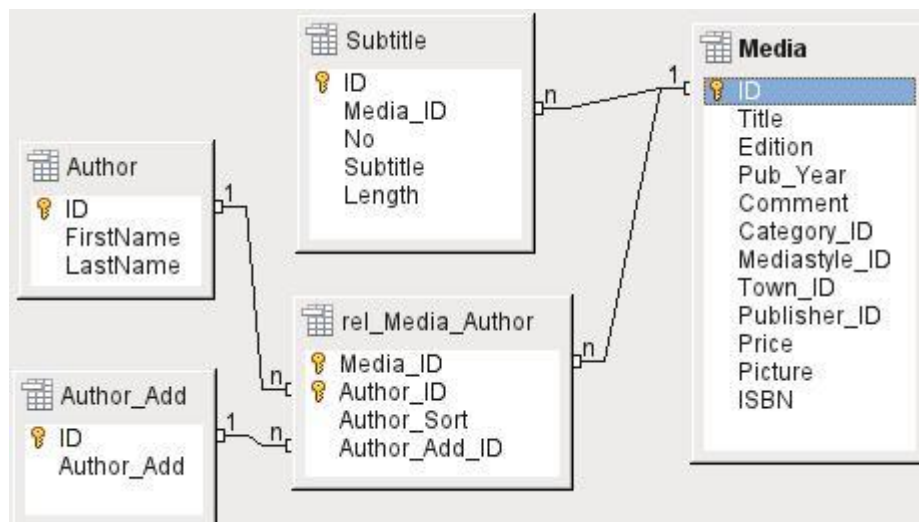 Subtitle
ID
Media_ID
No
Subtitle
Length
n
1
Media
ID
Title
Edition
Pub_Year
Comment
Category_ID
Mediastyle_ID
Town_ID
Publisher_ID
Price
Picture
ISBN
Author
ID
FirstName
LastName
1
n
rel_Media_Author
Media_ID
Author_ID
Author_Sort
Author_Add_ID
n
n
Author_Add
ID
Author_Add
1